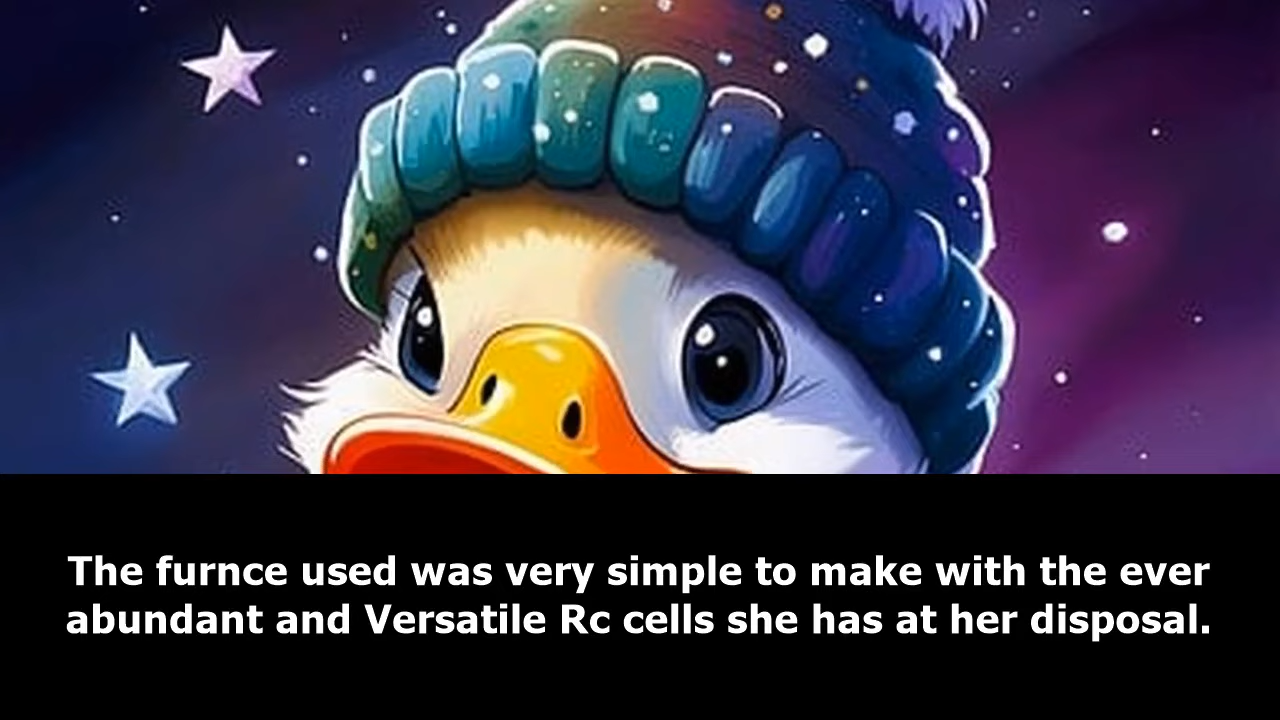 The furnce used was very simple to make with the ever
abundant and Versatile Rc cells she has at her disposal.